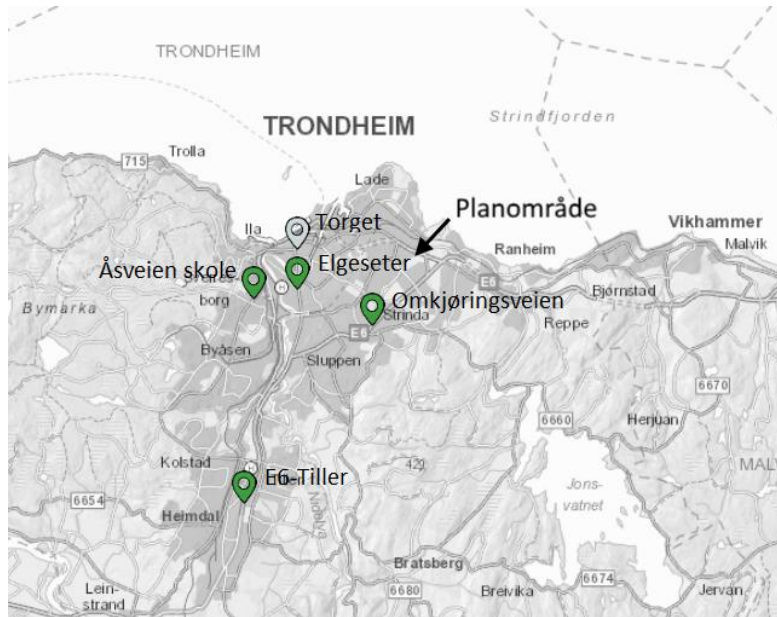 TRONDHEIM
Strindfjorden
TRONDHEIM
715
Trolla
Lade
Planområde
Ila
Torget
Vikhammer
Ranheim
Malvik
Åsveien skole
Elgeseter
E6
borg
Omkjøringsveien
Bjørnstad
Bymarka
Strinda
Reppe
E6
Byåsen
Sluppen
6670
6660
Herjuan
Kolstad
E6-Tiller
420
6654
Jons-
vatnet
Heimdal
Nidelva
Bratsberg
6674
Lein-
strand
6680
Breivika
Jervan